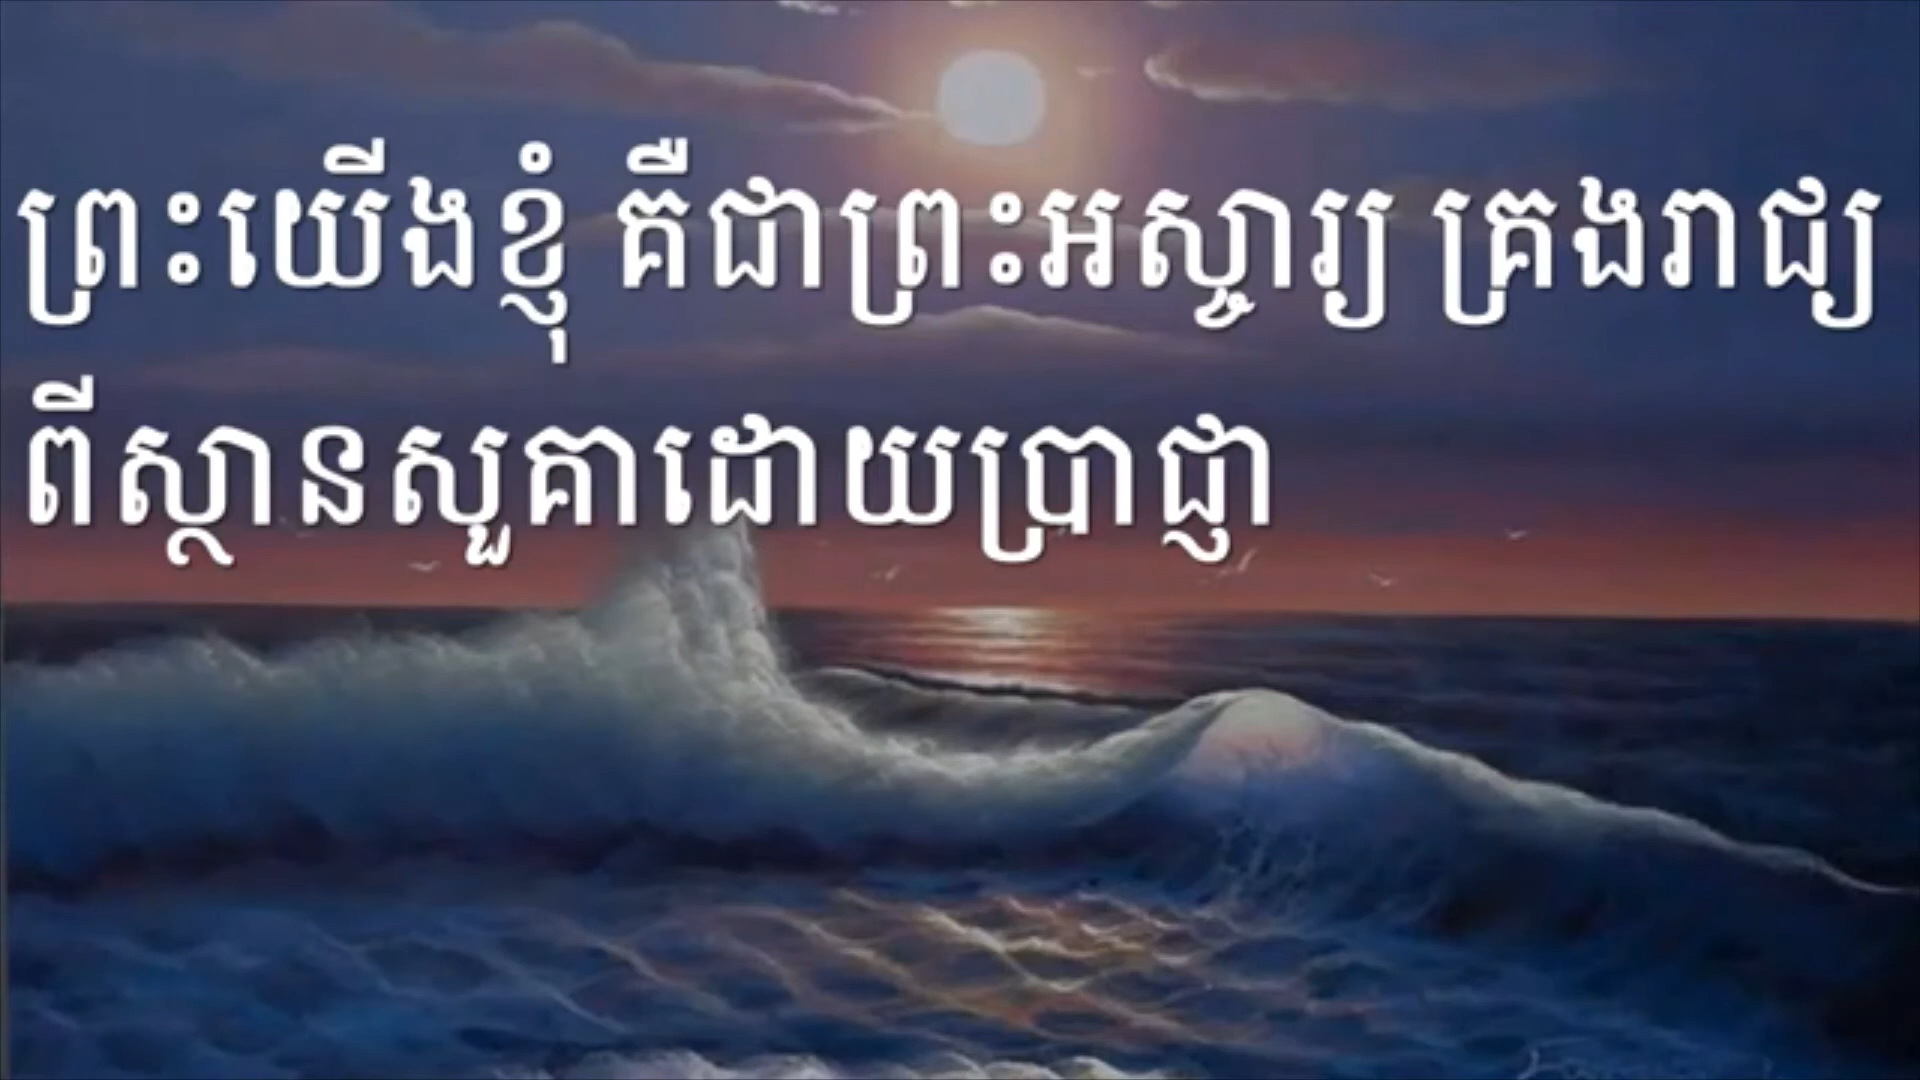 ព្រះយើងខ្ញុំ គឺជាព្រះអស្ចារ្យ គ្រងរាជ្យ
ពីស្ថានសួគាដោយប្រាជ្ញា